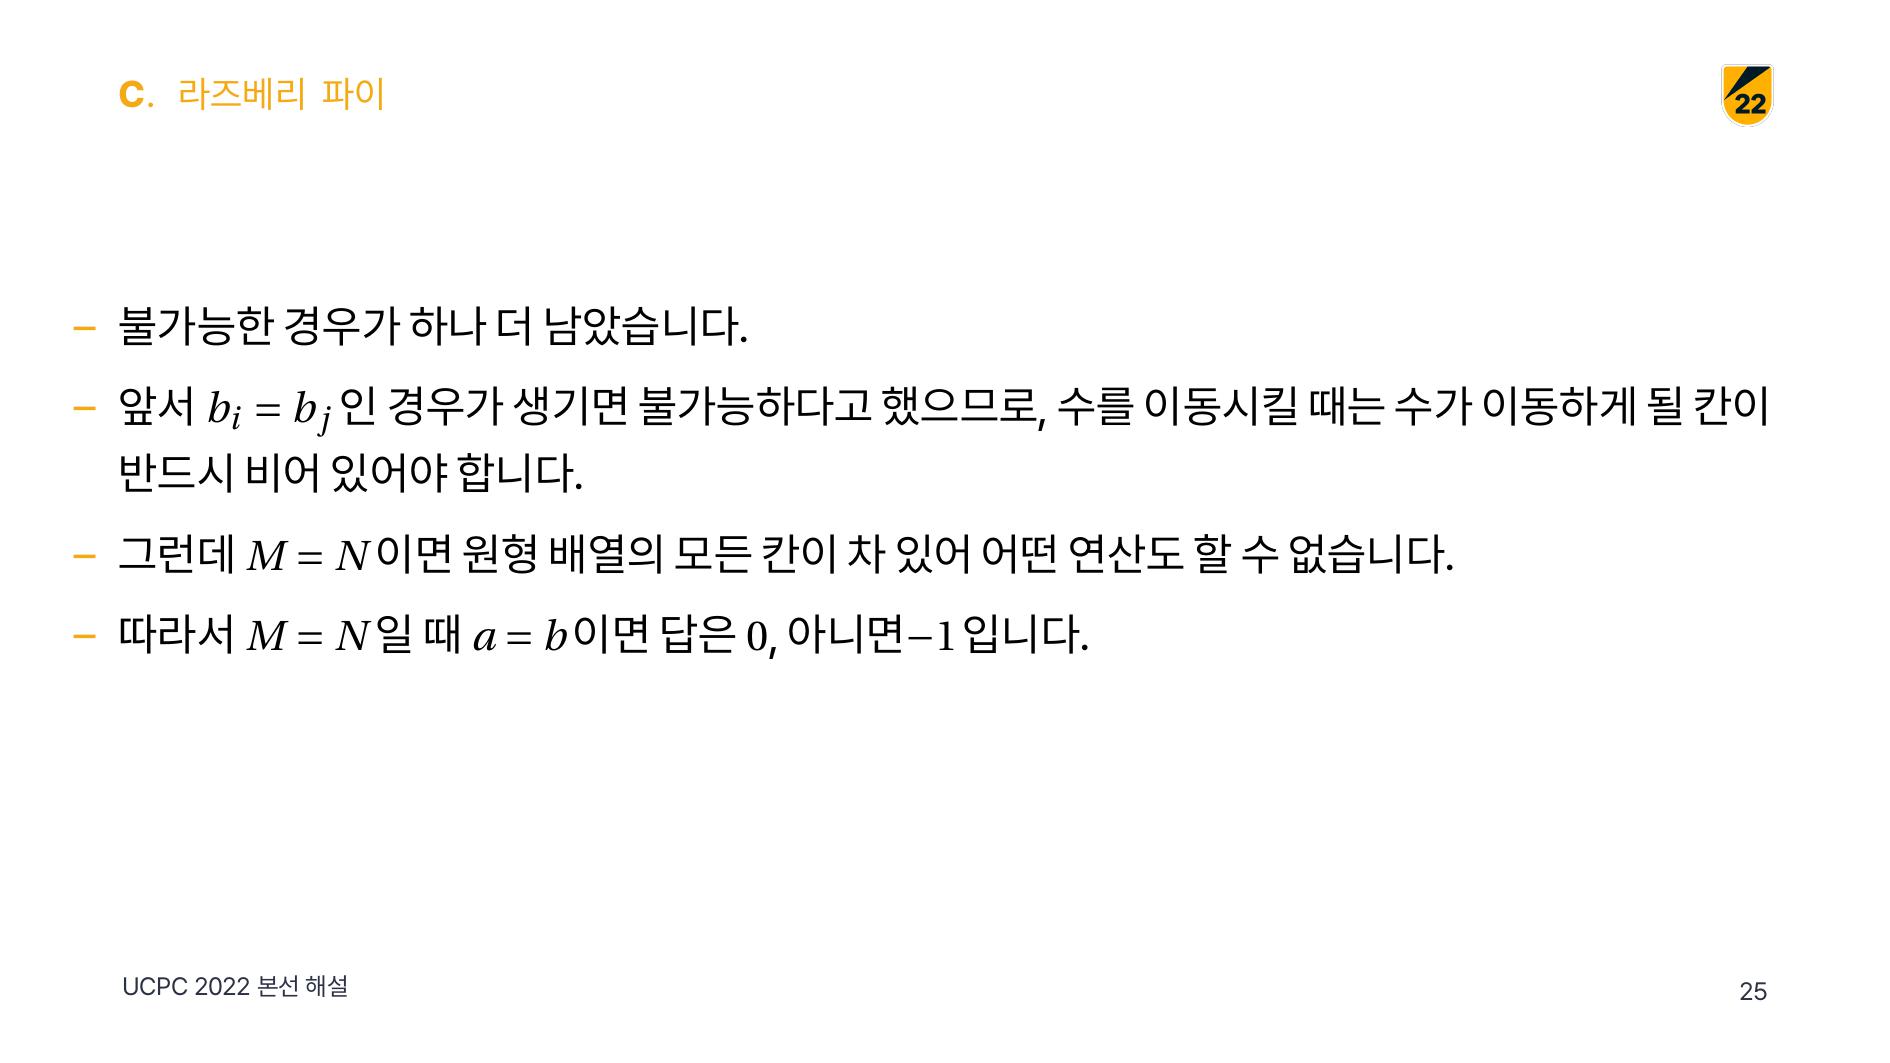 C. 라즈베리 파이
22
– 불가능한 경우가 하나 더 남았습니다.
– 앞서 b_i = b_j 인 경우가 생기면 불가능하다고 했으므로, 수를 이동시킬 때는 수가 이동하게 될 칸이
반드시 비어 있어야 합니다.
– 그런데 M = N이면 원형 배열의 모든 칸이 차 있어 어떤 연산도 할 수 없습니다.
– 따라서 M = N일 때 a = b이면 답은 0, 아니면 −1입니다.
UCPC 2022 본선 해설
25